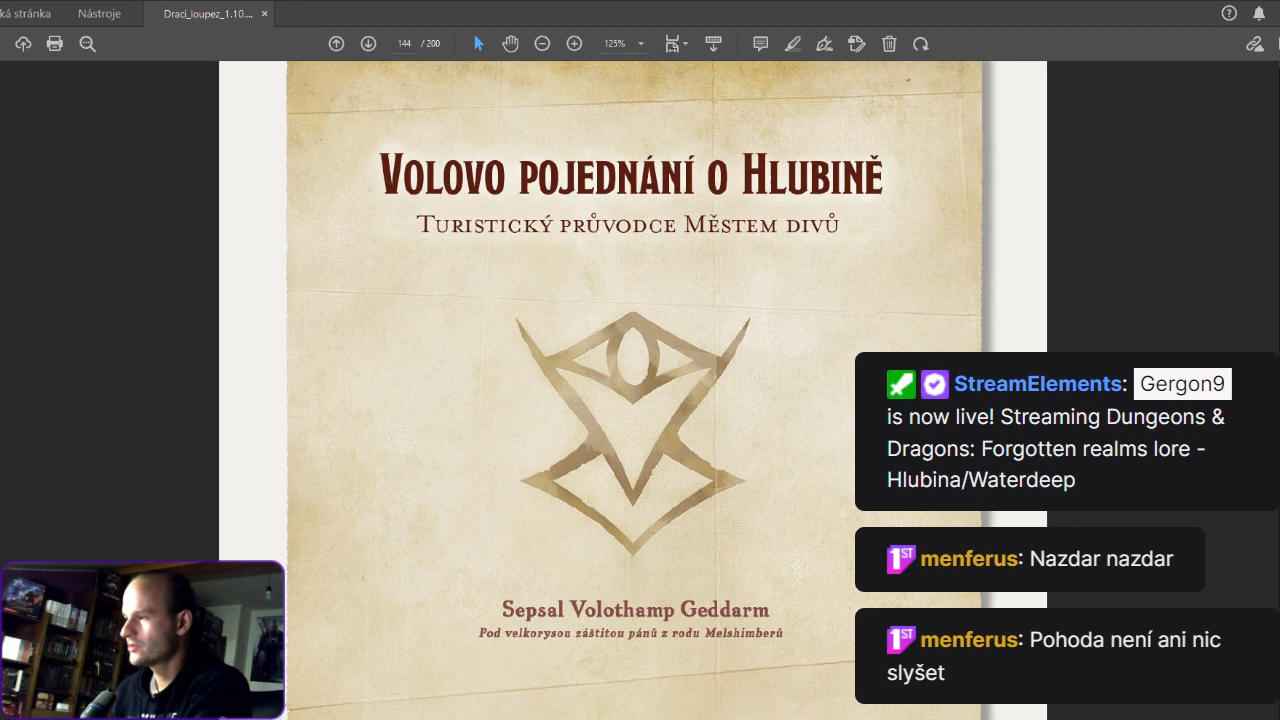 ká stránka
Nástroje
Draci_loupez_1.10....
144 / 200
125%
Volovo pojednání o Hlubině
Turistický průvodce Městem divů
Sepsal Volothamp Geddarm
Pod velkorysou záštitou pánů z rodu Melshimberů
StreamElements: Gergon9
is now live! Streaming Dungeons &
Dragons: Forgotten realms lore -
Hlubina/Waterdeep
1ST menferus: Nazdar nazdar
1ST menferus: Pohoda není ani nic
slyšet